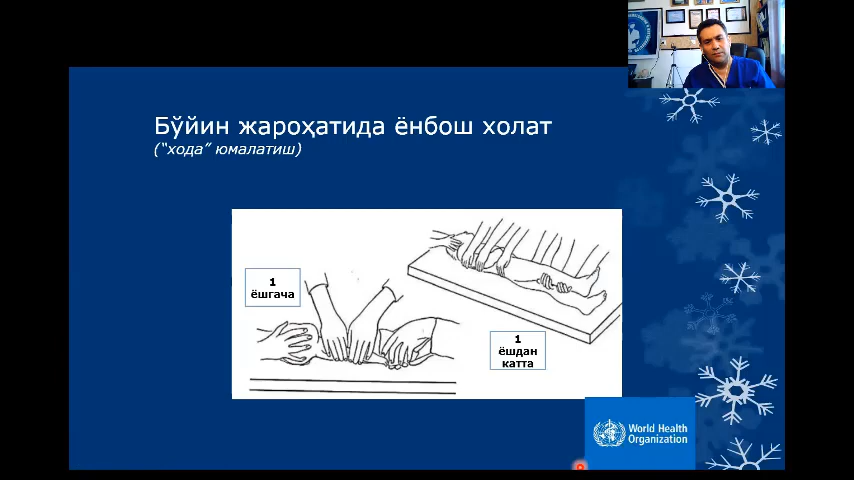 Бўйин жароҳатида ёнбош холат
(“хода” юмалатиш)
1
ёшгача
1
ёшдан
катта
World Health
Organization